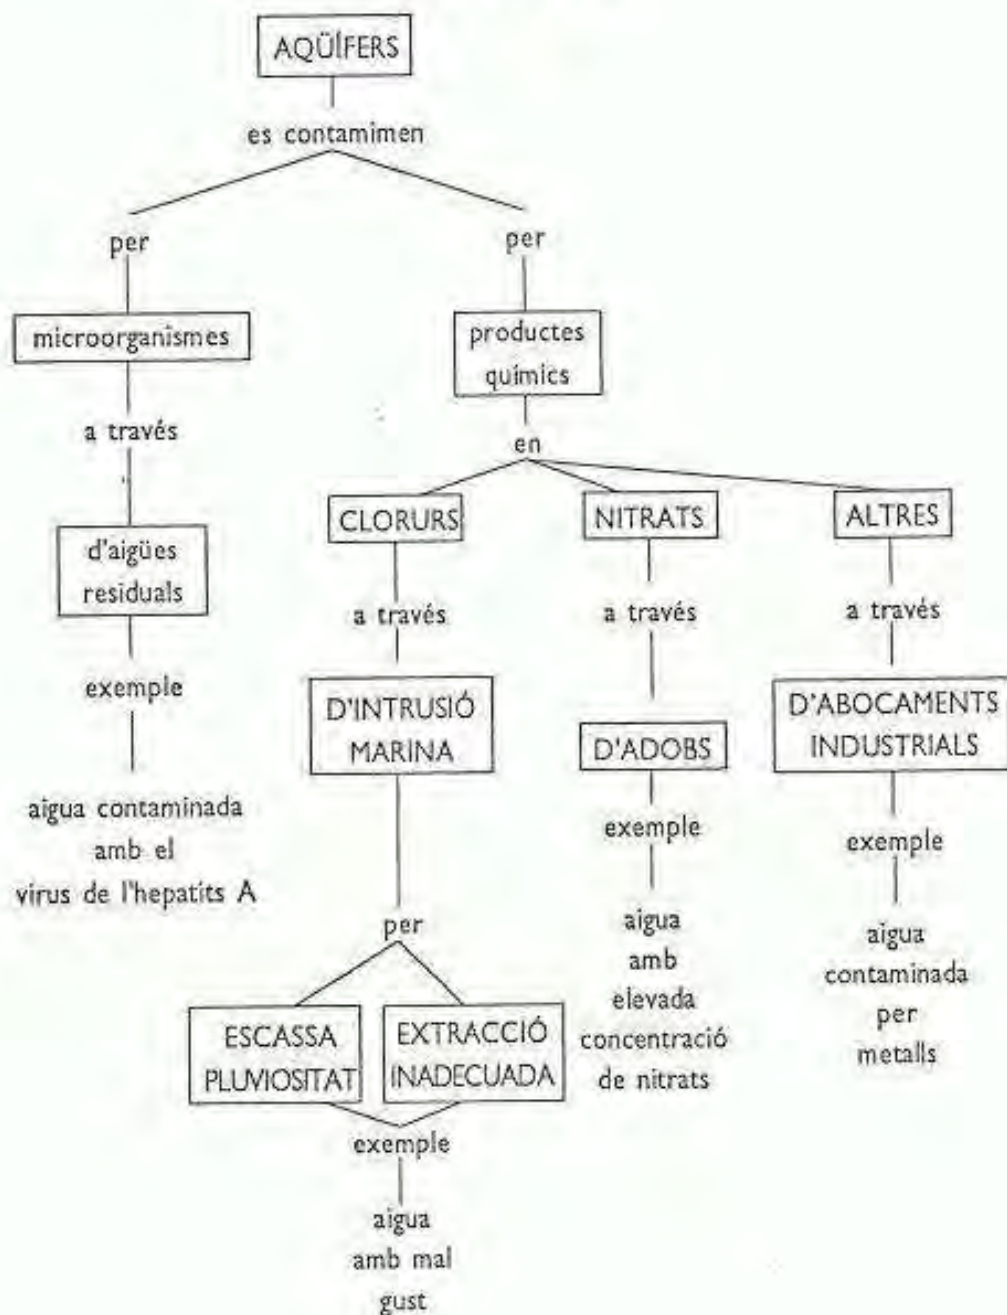 AQÜÍFERS
es contamimen
per
microorganismes
a través
d'aigües
residuals
exemple
aigua contaminada
amb el
virus de l'hepatits A
per
productes
químics
en
CLORURS
a través
D'INTRUSIÓ
MARINA
per
ESCASSA
PLUVIOSITAT
EXTRACCIÓ
INADECUADA
exemple
aigua
amb mal
gust
NITRATS
a través
D'ADOBS
exemple
aigua
amb
elevada
concentració
de nitrats
ALTRES
a través
D'ABOCAMENTS
INDUSTRIALS
exemple
aigua
contaminada
per
metalls